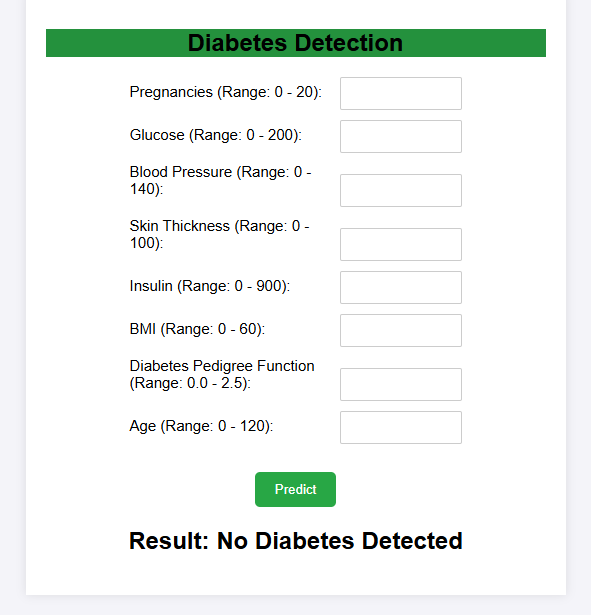 Diabetes Detection
Pregnancies (Range: 0 - 20):
Glucose (Range: 0 - 200):
Blood Pressure (Range: 0 -
140):
Skin Thickness (Range: 0 -
100):
Insulin (Range: 0 - 900):
BMI (Range: 0 - 60):
Diabetes Pedigree Function
(Range: 0.0 - 2.5):
Age (Range: 0 - 120):
Predict
Result: No Diabetes Detected